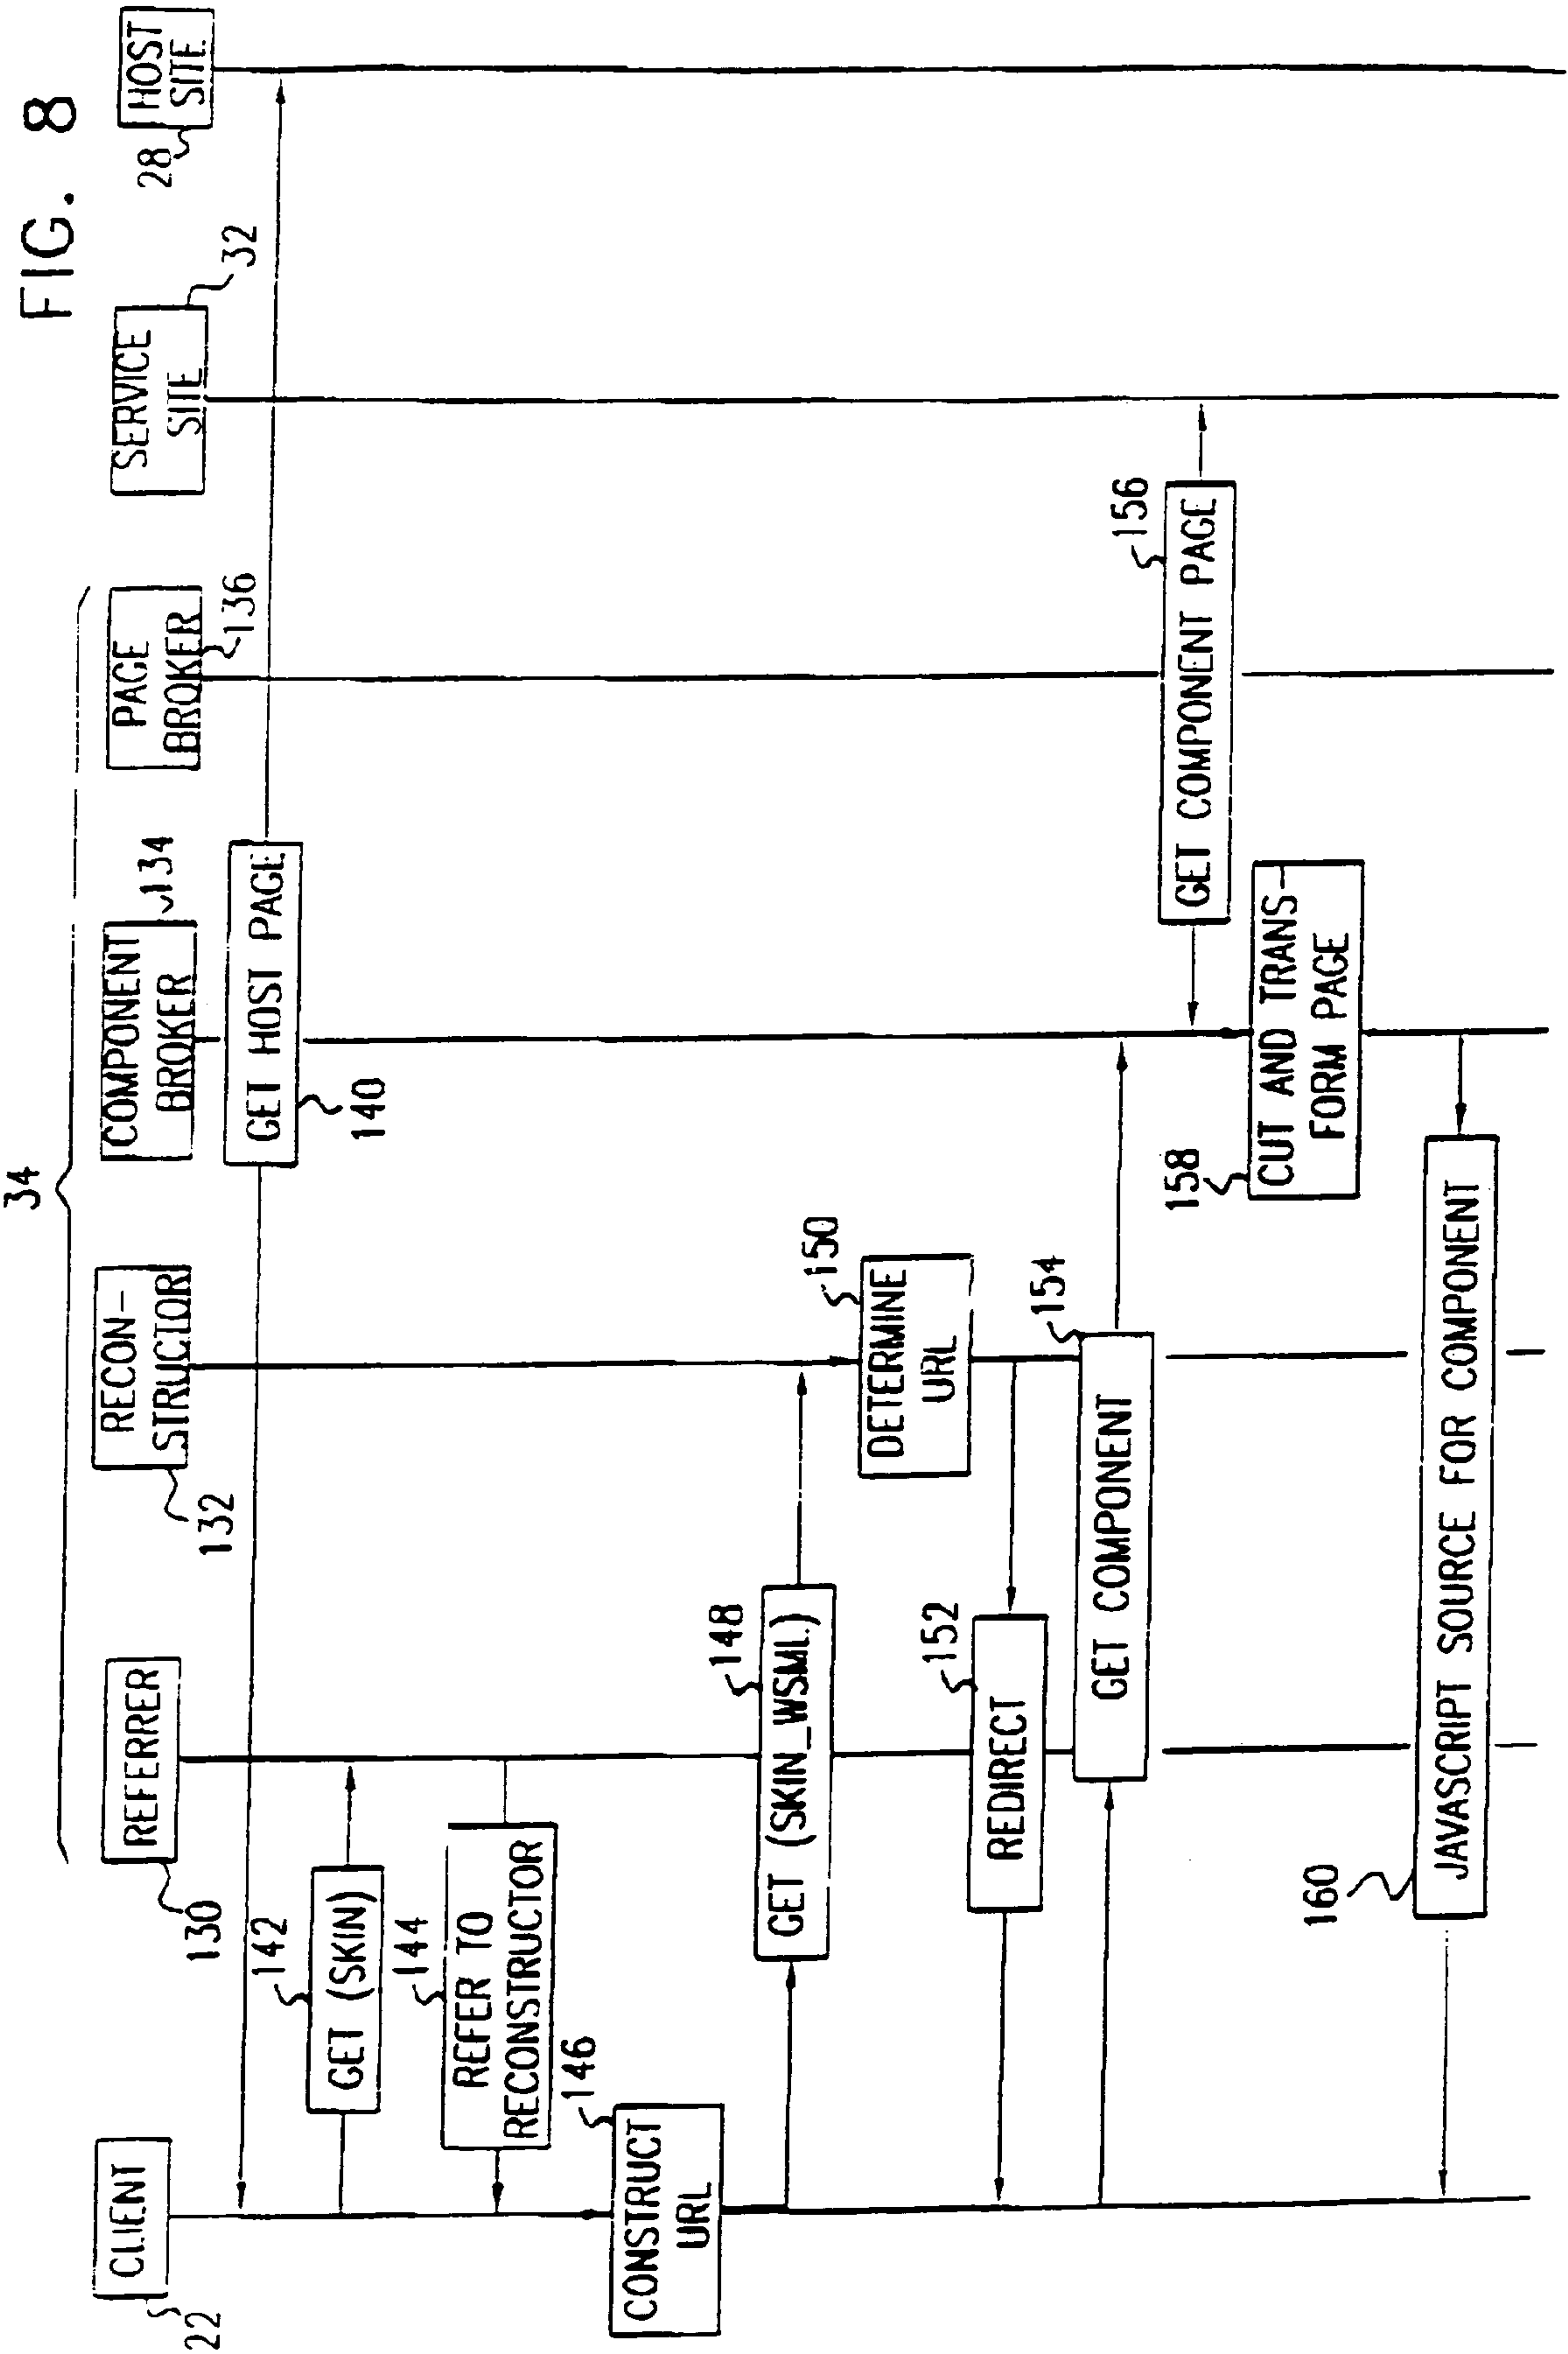 FIG. 8
34
CLIENT
22
REFERRER
130
RECON-
STRUCTOR
132
COMPONENT
BROKER
134
PAGE
BROKER
136
SERVICE
SITE
32
HOST
SITE
28
GET HOST PAGE
140
142
GET (SKIN)
144
REFER TO
RECONSTRUCTOR
146
CONSTRUCT
URL
148
GET (SKIN_WSML)
150
DETERMINE
URL
152
REDIRECT
154
GET COMPONENT
156
GET COMPONENT PAGE
158
CUT AND TRANS-
FORM PAGE
160
JAVASCRIPT SOURCE FOR COMPONENT